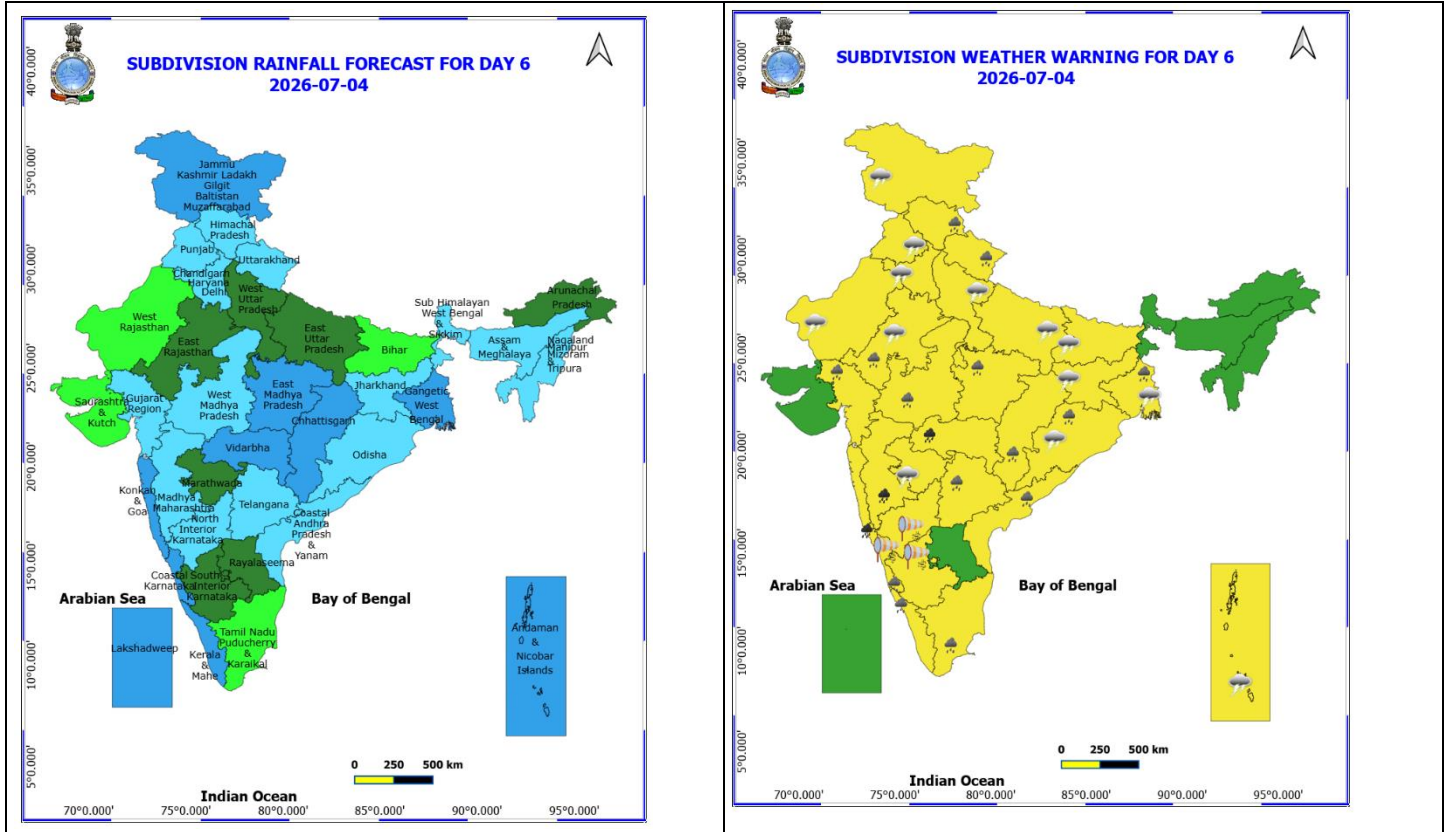 SUBDIVISION RAINFALL FORECAST FOR DAY 6
2026-07-04
40°0.000'
35°0.000'
30°0.000'
25°0.000'
20°0.000'
15°0.000'
10°0.000'
5°0.000'
Jammu
Kashmir Ladakh
Gilgit
Baltistan
Muzaffarabad
Himachal
Pradesh
Punjab
Uttarakhand
Chandigarh
Haryana
Delhi
West
Uttar
Pradesh
Arunachal
Pradesh
Sub Himalayan
West Bengal
&
Sikkim
West
Rajasthan
East
Rajasthan
East
Uttar
Pradesh
Bihar
Assam
&
Meghalaya
Nagaland
Manipur
Mizoram
&
Tripura
Saurashtra
&
Kutch
Gujarat
Region
West
Madhya
Pradesh
East
Madhya
Pradesh
Jharkhand
Gangetic
West
Bengal
Chhattisgarh
Vidarbha
Odisha
Konkan
&
Goa
Marathwada
Madhya
Maharashtra
Telangana
North
Interior
Karnataka
Coastal
Andhra
Pradesh
&
Yanam
Rayalaseema
Coastal
Karnataka
South
Interior
Karnataka
Arabian Sea
Bay of Bengal
Lakshadweep
Kerala
&
Mahe
Tamil Nadu
Puducherry
&
Karaikal
Andaman
&
Nicobar
Islands
0 250 500 km
Indian Ocean
70°0.000' 75°0.000' 80°0.000' 85°0.000' 90°0.000' 95°0.000'
SUBDIVISION WEATHER WARNING FOR DAY 6
2026-07-04
40°0.000'
35°0.000'
30°0.000'
25°0.000'
20°0.000'
15°0.000'
10°0.000'
5°0.000'
Arabian Sea
Bay of Bengal
0 250 500 km
Indian Ocean
70°0.000' 75°0.000' 80°0.000' 85°0.000' 90°0.000' 95°0.000'